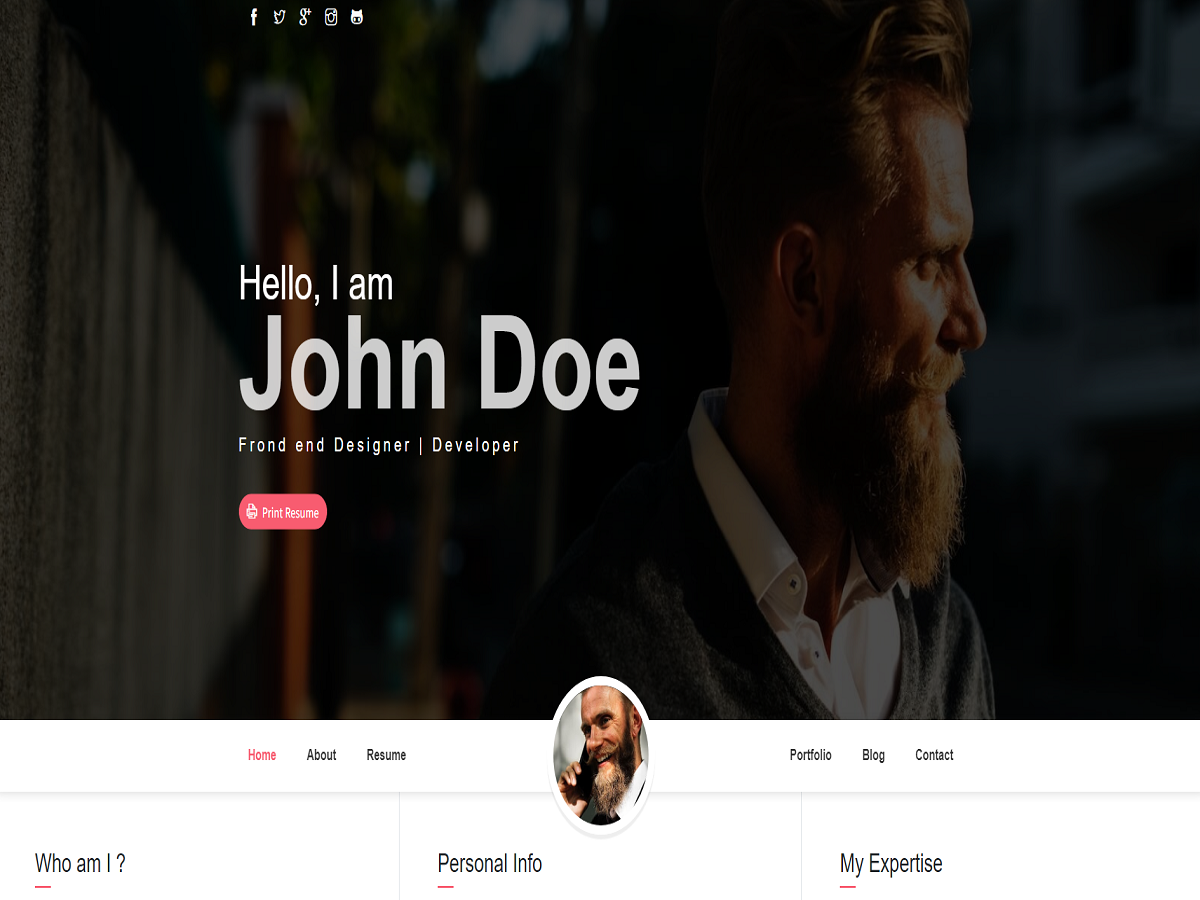 Hello, I am
John Doe
Frond end Designer | Developer
Print Resume
Home About Resume Portfolio Blog Contact
Who am I ? Personal Info My Expertise